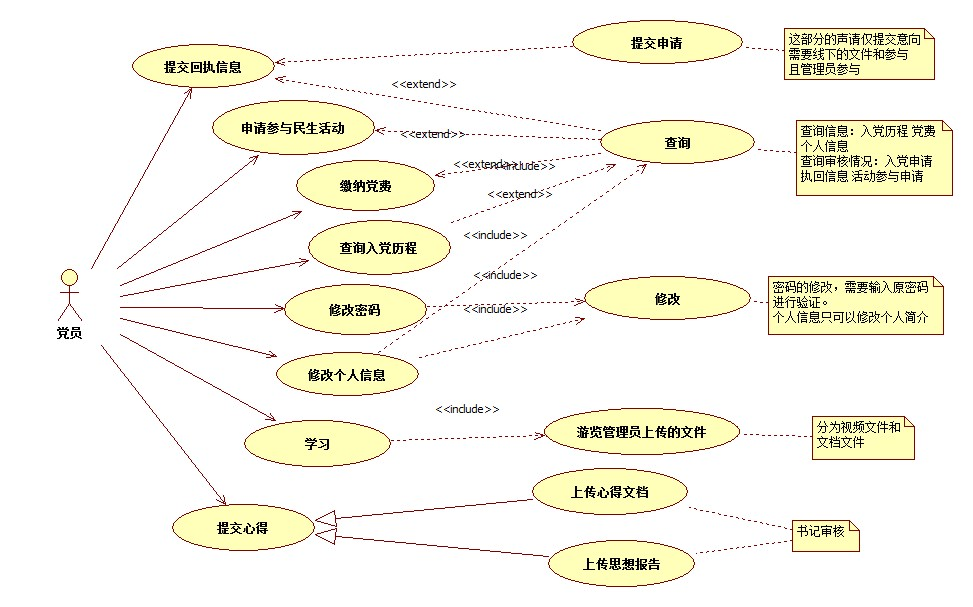 提交申请
这部分的声请仅提交意向
需要线下的文件和参与
且管理员参与
提交回执信息
<<extend>>
申请参与民生活动
<<extend>>
查询
查询信息：入党历程 党费
个人信息
查询审核情况：入党申请
执回信息 活动参与申请
<<extend>>
<<include>>
缴纳党费
<<extend>>
查询入党历程
<<include>>
<<include>>
党员
修改密码
<<include>>
修改
密码的修改，需要输入原密码
进行验证。
个人信息只可以修改个人简介
修改个人信息
<<include>>
学习
游览管理员上传的文件
分为视频文件和
文档文件
上传心得文档
提交心得
书记审核
上传思想报告